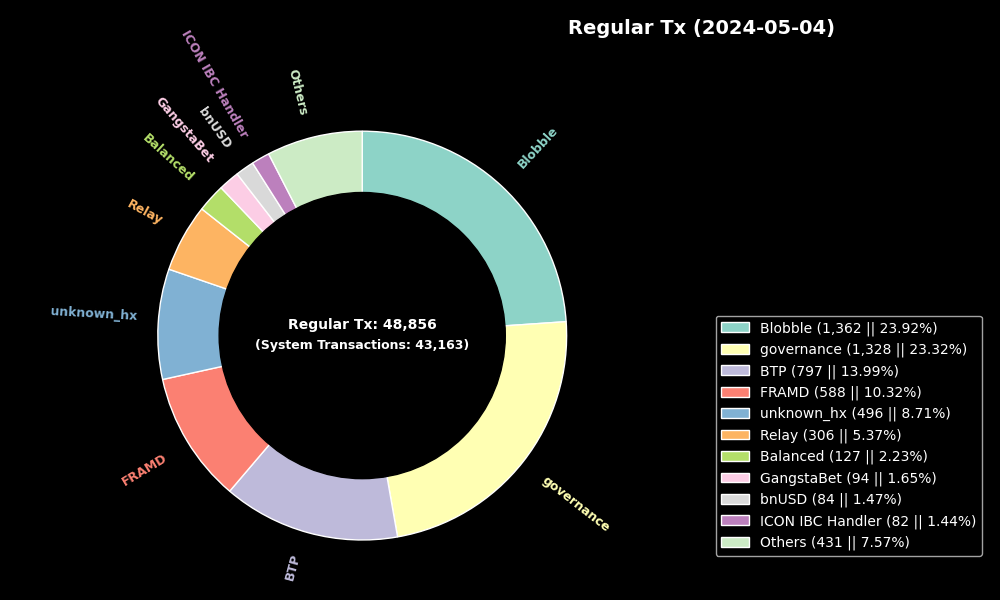 Regular Tx (2024-05-04)
ICON IBC Handler
Others
GangstaBet
bnUSD
Balanced
Blobble
Relay
unknown_hx
Regular Tx: 48,856
(System Transactions: 43,163)
FRAMD
governance
BTP
Blobble (1,362 || 23.92%)
governance (1,328 || 23.32%)
BTP (797 || 13.99%)
FRAMD (588 || 10.32%)
unknown_hx (496 || 8.71%)
Relay (306 || 5.37%)
Balanced (127 || 2.23%)
GangstaBet (94 || 1.65%)
bnUSD (84 || 1.47%)
ICON IBC Handler (82 || 1.44%)
Others (431 || 7.57%)